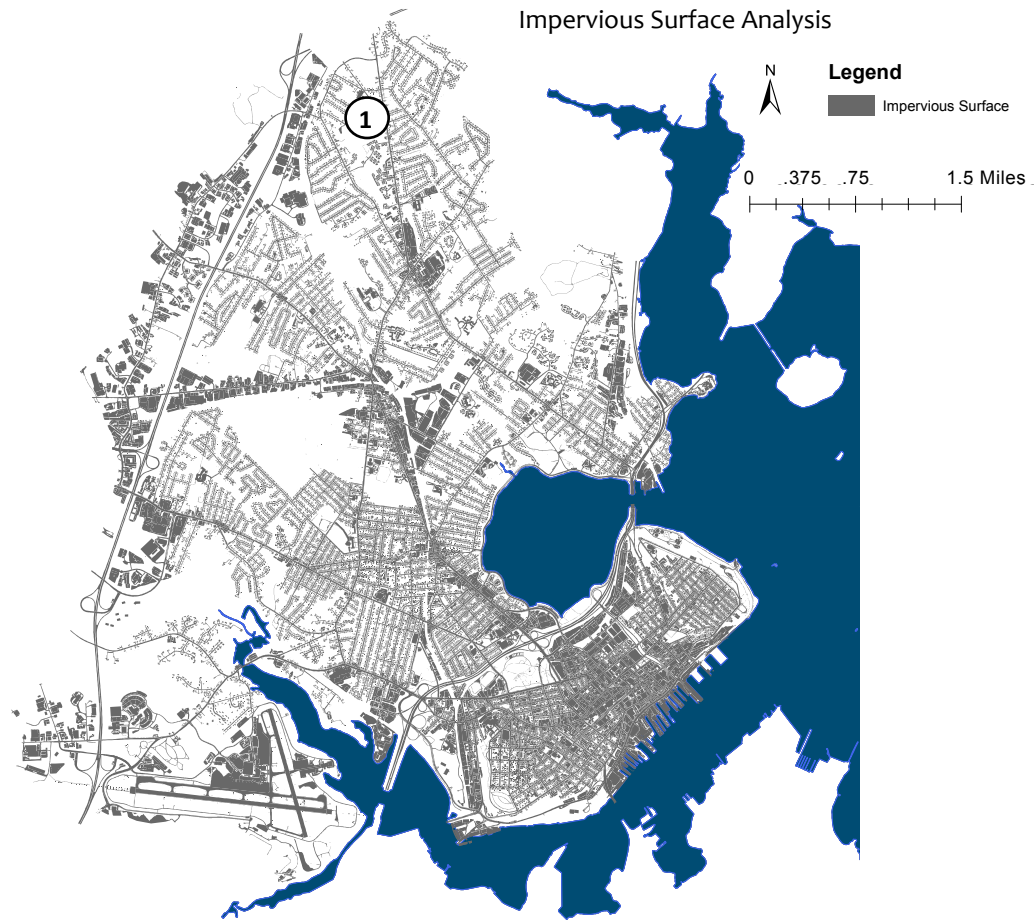 Impervious Surface Analysis
N
Legend
Impervious Surface
0 .375 .75 1.5 Miles
1